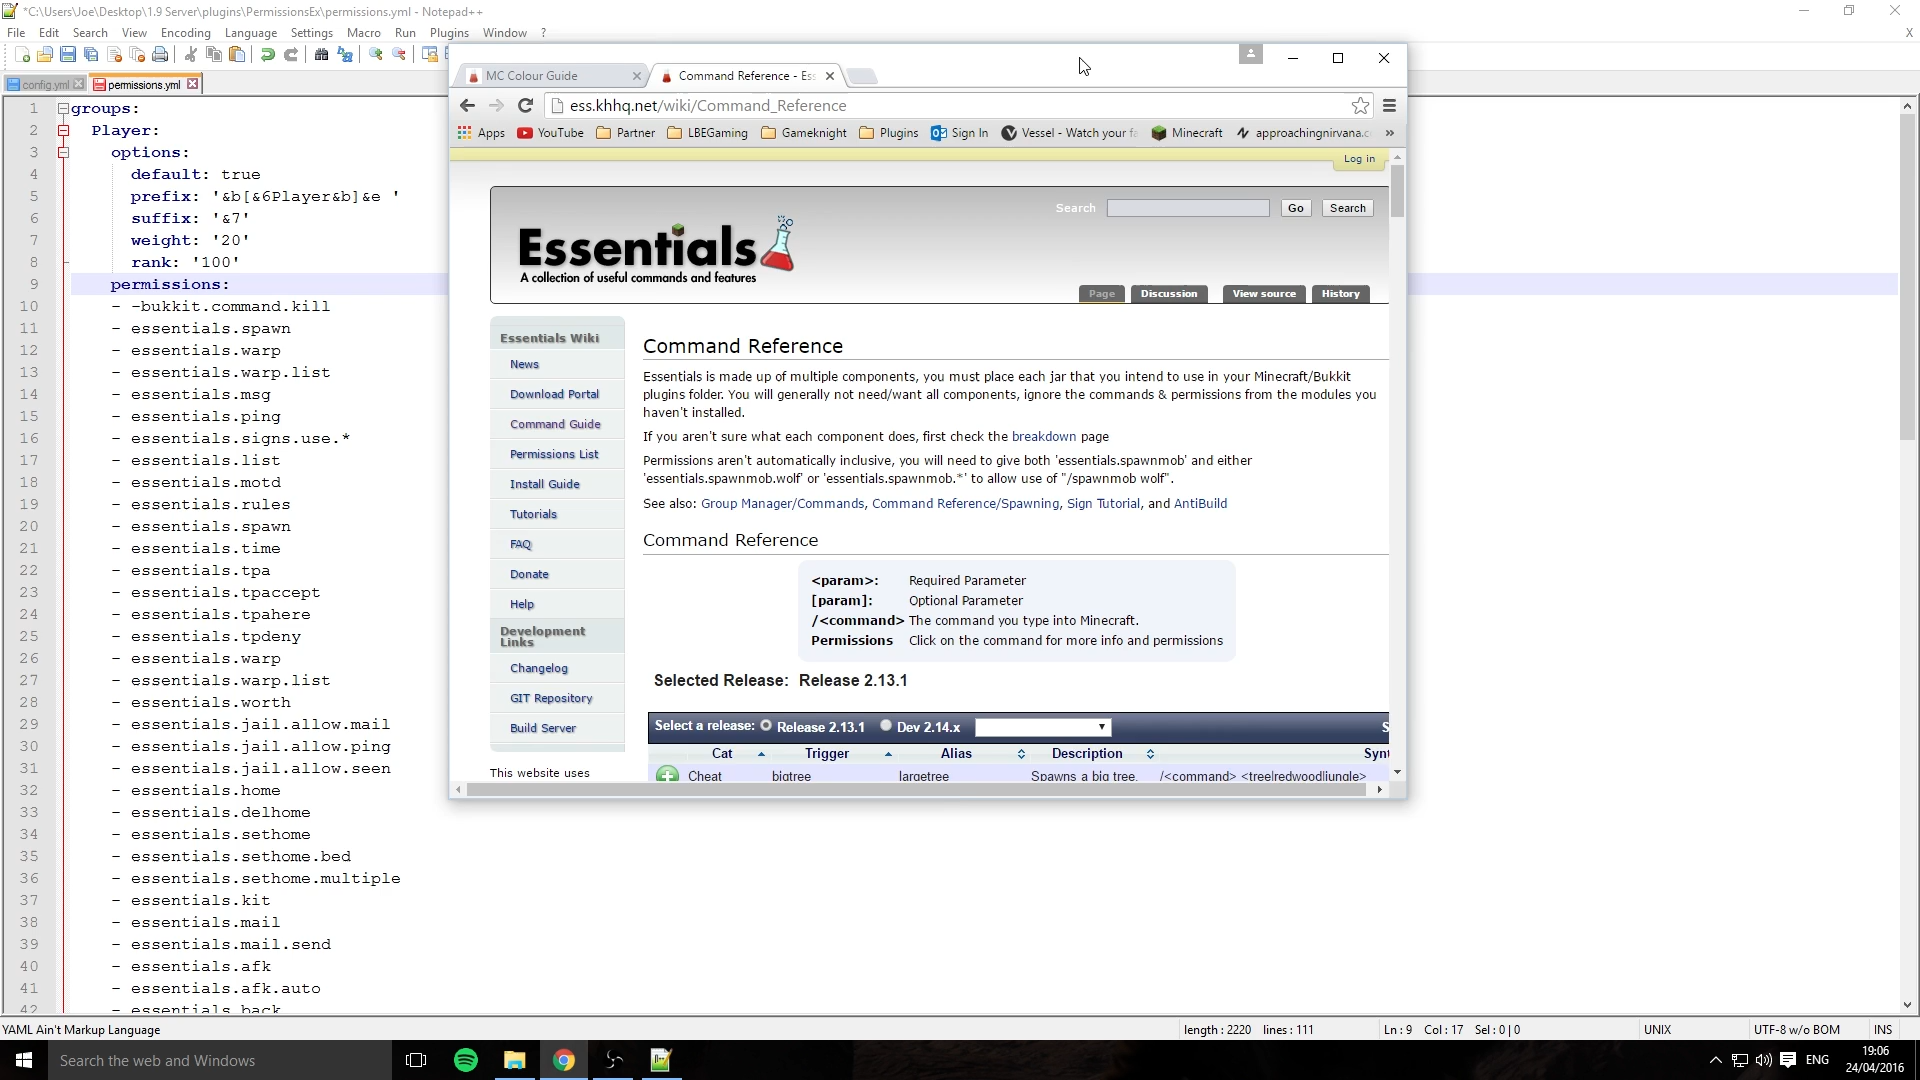 *C:\Users\Joe\Desktop\1.9 Server\plugins\PermissionsEx\permissions.yml - Notepad++
File Edit Search View Encoding Language Settings Macro Run Plugins Window ?
X
config.yml
permissions.yml
1 groups:
2 Player:
3 options:
4 default: true
5 prefix: '&b[&6Player&b]&e '
6 suffix: '&7'
7 weight: '20'
8 rank: '100'
9 permissions:
10 - -bukkit.command.kill
11 - essentials.spawn
12 - essentials.warp
13 - essentials.warp.list
14 - essentials.msg
15 - essentials.ping
16 - essentials.signs.use.*
17 - essentials.list
18 - essentials.motd
19 - essentials.rules
20 - essentials.spawn
21 - essentials.time
22 - essentials.tpa
23 - essentials.tpaccept
24 - essentials.tpahere
25 - essentials.tpdeny
26 - essentials.warp
27 - essentials.warp.list
28 - essentials.worth
29 - essentials.jail.allow.mail
30 - essentials.jail.allow.ping
31 - essentials.jail.allow.seen
32 - essentials.home
33 - essentials.delhome
34 - essentials.sethome
35 - essentials.sethome.bed
36 - essentials.sethome.multiple
37 - essentials.kit
38 - essentials.mail
39 - essentials.mail.send
40 - essentials.afk
41 - essentials.afk.auto
42 - essentials.back
MC Colour Guide
Command Reference - Ess
ess.khhq.net/wiki/Command_Reference
Apps YouTube Partner LBEGaming Gameknight Plugins Sign In Vessel - Watch your fa Minecraft approachingnirvana.c »
Log in
Search Go Search
Essentials
A collection of useful commands and features
Page Discussion View source History
Essentials Wiki
News
Download Portal
Command Guide
Permissions List
Install Guide
Tutorials
FAQ
Donate
Help
Development
Links
Changelog
GIT Repository
Build Server
This website uses
Command Reference
Essentials is made up of multiple components, you must place each jar that you intend to use in your Minecraft/Bukkit
plugins folder. You will generally not need/want all components, ignore the commands & permissions from the modules you
haven't installed.
If you aren't sure what each component does, first check the breakdown page
Permissions aren't automatically inclusive, you will need to give both 'essentials.spawnmob' and either
'essentials.spawnmob.wolf' or 'essentials.spawnmob.*' to allow use of "/spawnmob wolf".
See also: Group Manager/Commands, Command Reference/Spawning, Sign Tutorial, and AntiBuild
Command Reference
<param>: Required Parameter
[param]: Optional Parameter
/<command> The command you type into Minecraft.
Permissions Click on the command for more info and permissions
Selected Release: Release 2.13.1
Select a release: Release 2.13.1 Dev 2.14.x S
Cat Trigger Alias Description Synt
Cheat bigtree largetree Spawns a big tree. /<command> <tree|redwood|jungle>
YAML Ain't Markup Language length : 2220 lines : 111 Ln : 9 Col : 17 Sel : 0 | 0 UNIX UTF-8 w/o BOM INS
Search the web and Windows
ENG
19:06
24/04/2016